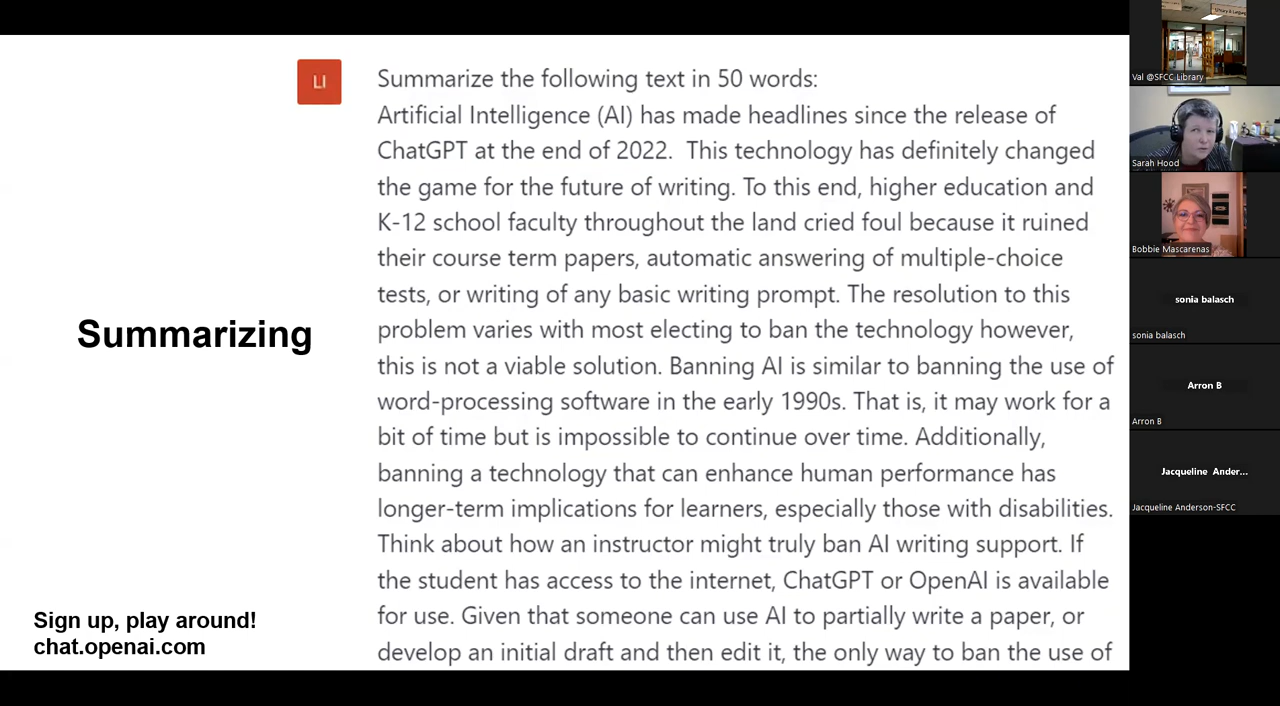 Summarizing
Sign up, play around!
chat.openai.com
LI
Summarize the following text in 50 words:
Artificial Intelligence (AI) has made headlines since the release of
ChatGPT at the end of 2022.  This technology has definitely changed
the game for the future of writing. To this end, higher education and
K-12 school faculty throughout the land cried foul because it ruined
their course term papers, automatic answering of multiple-choice
tests, or writing of any basic writing prompt. The resolution to this
problem varies with most electing to ban the technology however,
this is not a viable solution. Banning AI is similar to banning the use of
word-processing software in the early 1990s. That is, it may work for a
bit of time but is impossible to continue over time. Additionally,
banning a technology that can enhance human performance has
longer-term implications for learners, especially those with disabilities.
Think about how an instructor might truly ban AI writing support. If
the student has access to the internet, ChatGPT or OpenAI is available
for use. Given that someone can use AI to partially write a paper, or
develop an initial draft and then edit it, the only way to ban the use of
Val @SFCC Library
Sarah Hood
Bobbie Mascarenas
sonia balasch
sonia balasch
Arron B
Arron B
Jacqueline Ander...
Jacqueline Anderson-SFCC